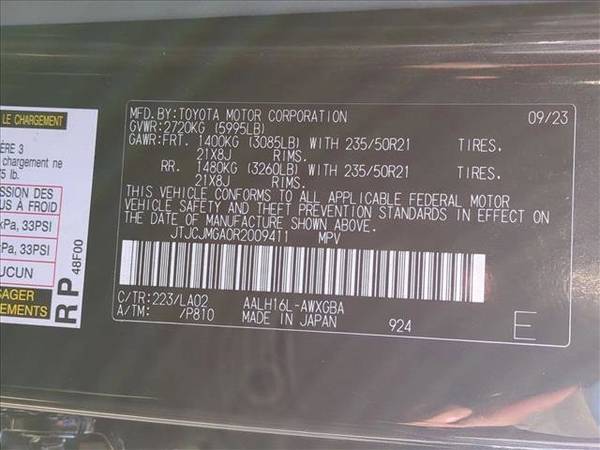 LE CHARGEMENT
ÈRE 3
chargement ne
5 lb.
SSION DES
US À FROID
kPa, 33PSI
kPa, 33PSI
UCUN
SAGER
EMENTS
RP
48F00
MFD.BY:TOYOTA MOTOR CORPORATION 09/23
GVWR:2720KG (5995LB)
GAWR:FRT. 1400KG (3085LB) WITH 235/50R21 TIRES.
21X8J RIMS.
RR. 1480KG (3260LB) WITH 235/50R21 TIRES.
21X8J RIMS.
THIS VEHICLE CONFORMS TO ALL APPLICABLE FEDERAL MOTOR
VEHICLE SAFETY AND THEFT PREVENTION STANDARDS IN EFFECT ON
THE DATE OF MANUFACTURE SHOWN ABOVE.
JTJCJMGA0R2009411 MPV
C/TR:223/LA02 AALH16L-AWXGBA
A/TM: /P810 MADE IN JAPAN 924 E